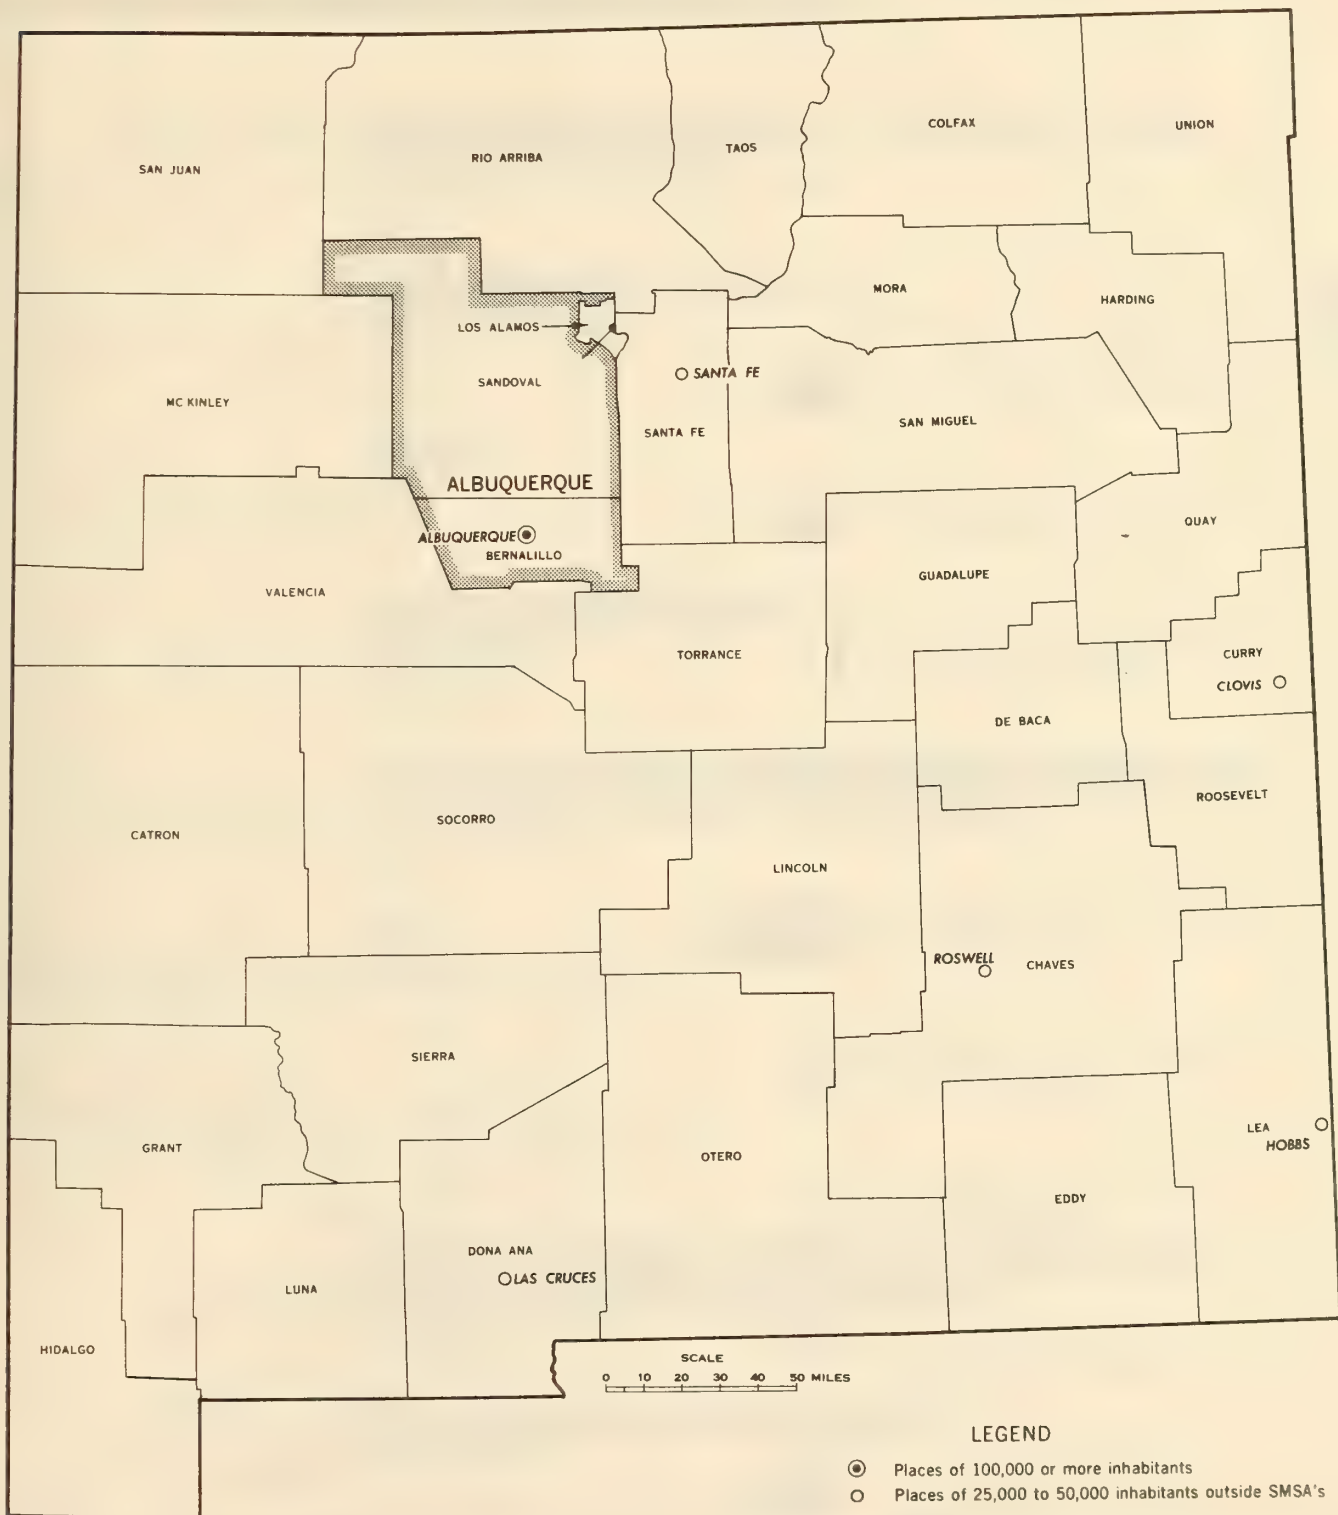 COLFAX
UNION
TAOS
RIO ARRIBA
SAN JUAN
MORA
HARDING
LOS ALAMOS
SANTA FE
SANDOVAL
MC KINLEY
SAN MIGUEL
SANTA FE
ALBUQUERQUE
QUAY
ALBUQUERQUE
BERNALILLO
GUADALUPE
VALENCIA
TORRANCE
CURRY
CLOVIS
DE BACA
ROOSEVELT
SOCORRO
CATRON
LINCOLN
ROSWELL
CHAVES
SIERRA
LEA
HOBBS
GRANT
OTERO
EDDY
DONA ANA
LAS CRUCES
LUNA
HIDALGO
SCALE
0 10 20 30 40 50 MILES
LEGEND
Places of 100,000 or more inhabitants
Places of 25,000 to 50,000 inhabitants outside SMSA's